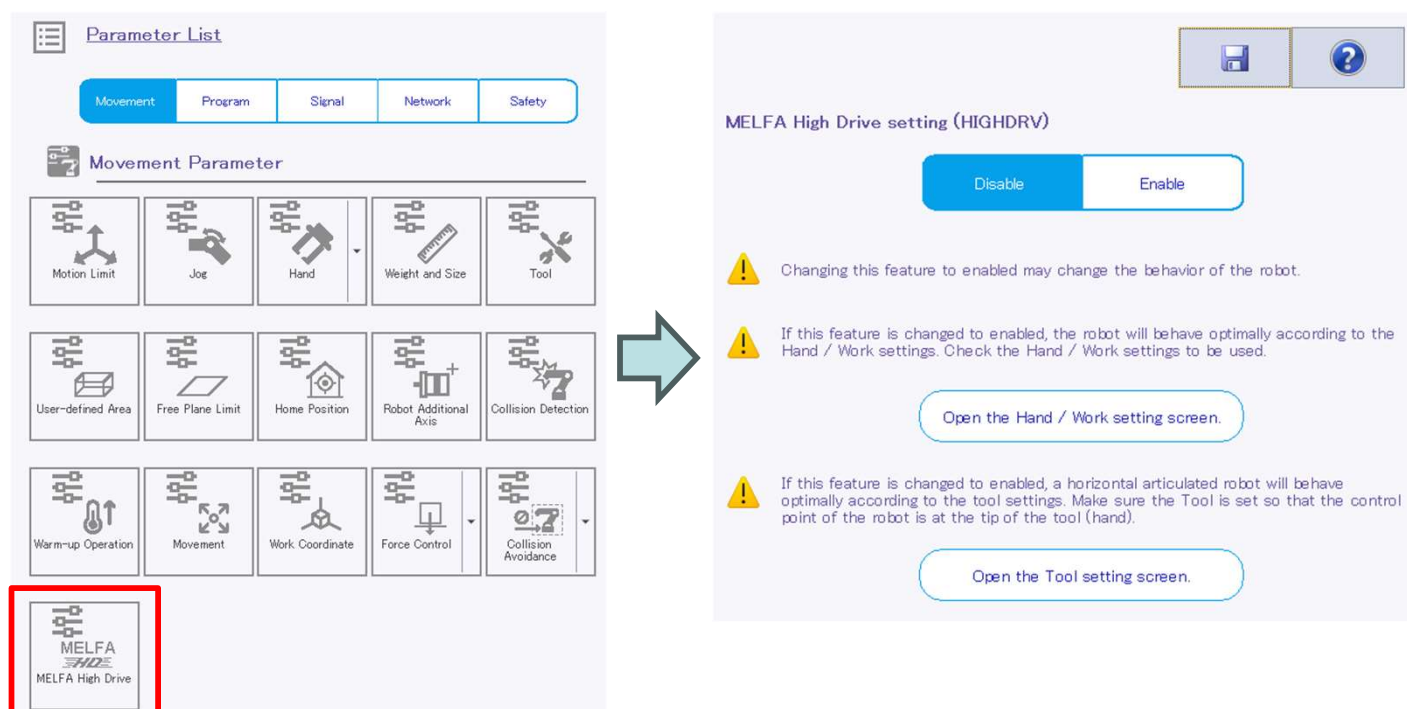 Parameter List
Movement
Program
Signal
Network
Safety
Movement Parameter
Motion Limit
Jog
Hand
Weight and Size
Tool
User-defined Area
Free Plane Limit
Home Position
Robot Additional
Axis
Collision Detection
Warm-up Operation
Movement
Work Coordinate
Force Control
Collision
Avoidance
MELFA
HD
MELFA High Drive
MELFA High Drive setting (HIGHDRV)
Disable
Enable
Changing this feature to enabled may change the behavior of the robot.
If this feature is changed to enabled, the robot will behave optimally according to the
Hand / Work settings. Check the Hand / Work settings to be used.
Open the Hand / Work setting screen.
If this feature is changed to enabled, a horizontal articulated robot will behave
optimally according to the tool settings. Make sure the Tool is set so that the control
point of the robot is at the tip of the tool (hand).
Open the Tool setting screen.